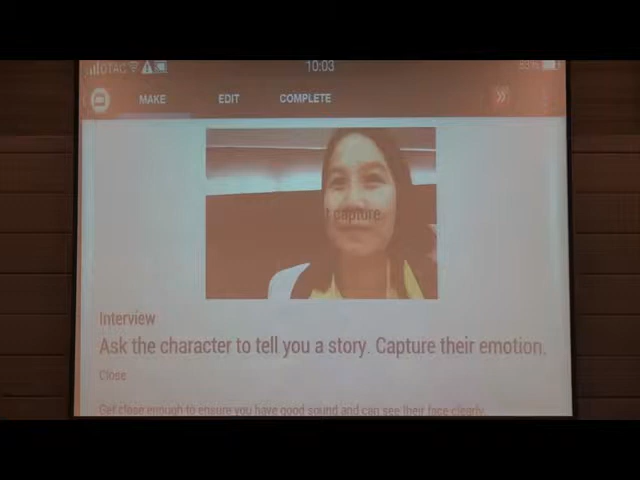 DTAC 10:03 83%
MAKE EDIT COMPLETE
t capture
Interview
Ask the character to tell you a story. Capture their emotion.
Close
Get close enough to ensure you have good sound and can see their face clearly.